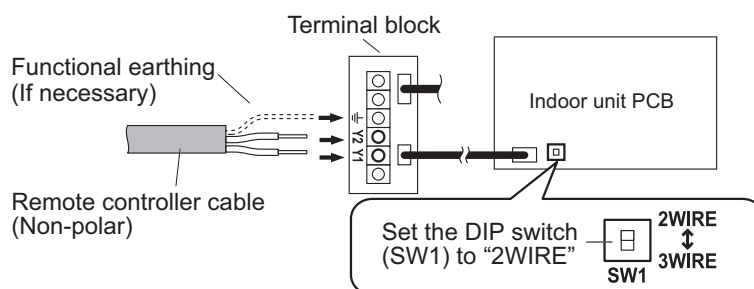 Terminal block
Functional earthing
(If necessary)
Indoor unit PCB
Y2
Y1
Remote controller cable
(Non-polar)
Set the DIP switch
(SW1) to “2WIRE”
2WIRE
3WIRE
SW1